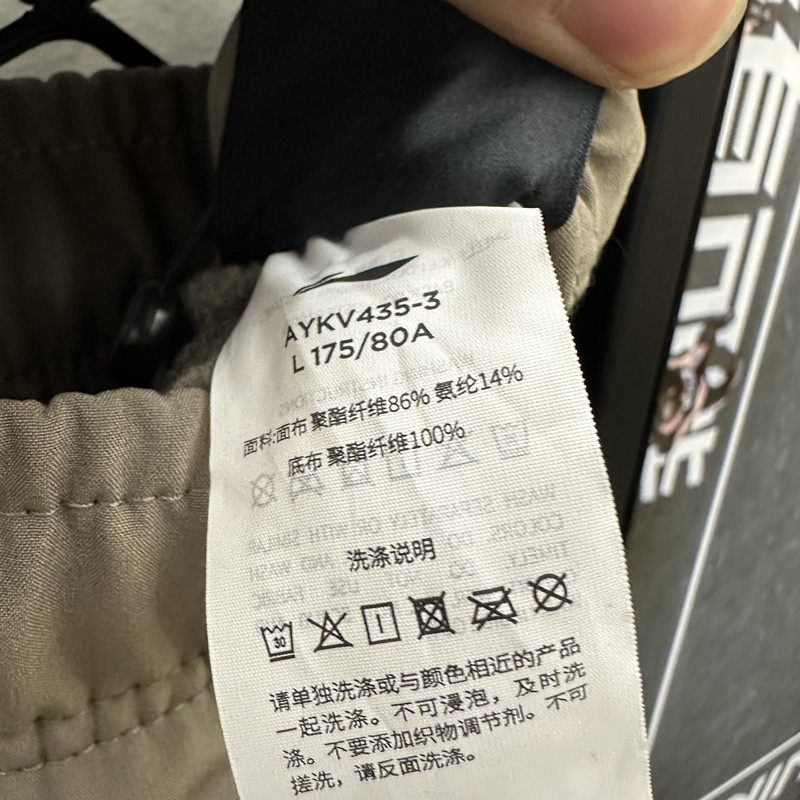 AYKV435-3
L 175/80A
面料:面布 聚酯纤维86% 氨纶14%
底布 聚酯纤维100%
洗涤说明
30
请单独洗涤或与颜色相近的产品
一起洗涤。不可浸泡，及时洗
涤。不要添加织物调节剂。不可
搓洗，请反面洗涤。